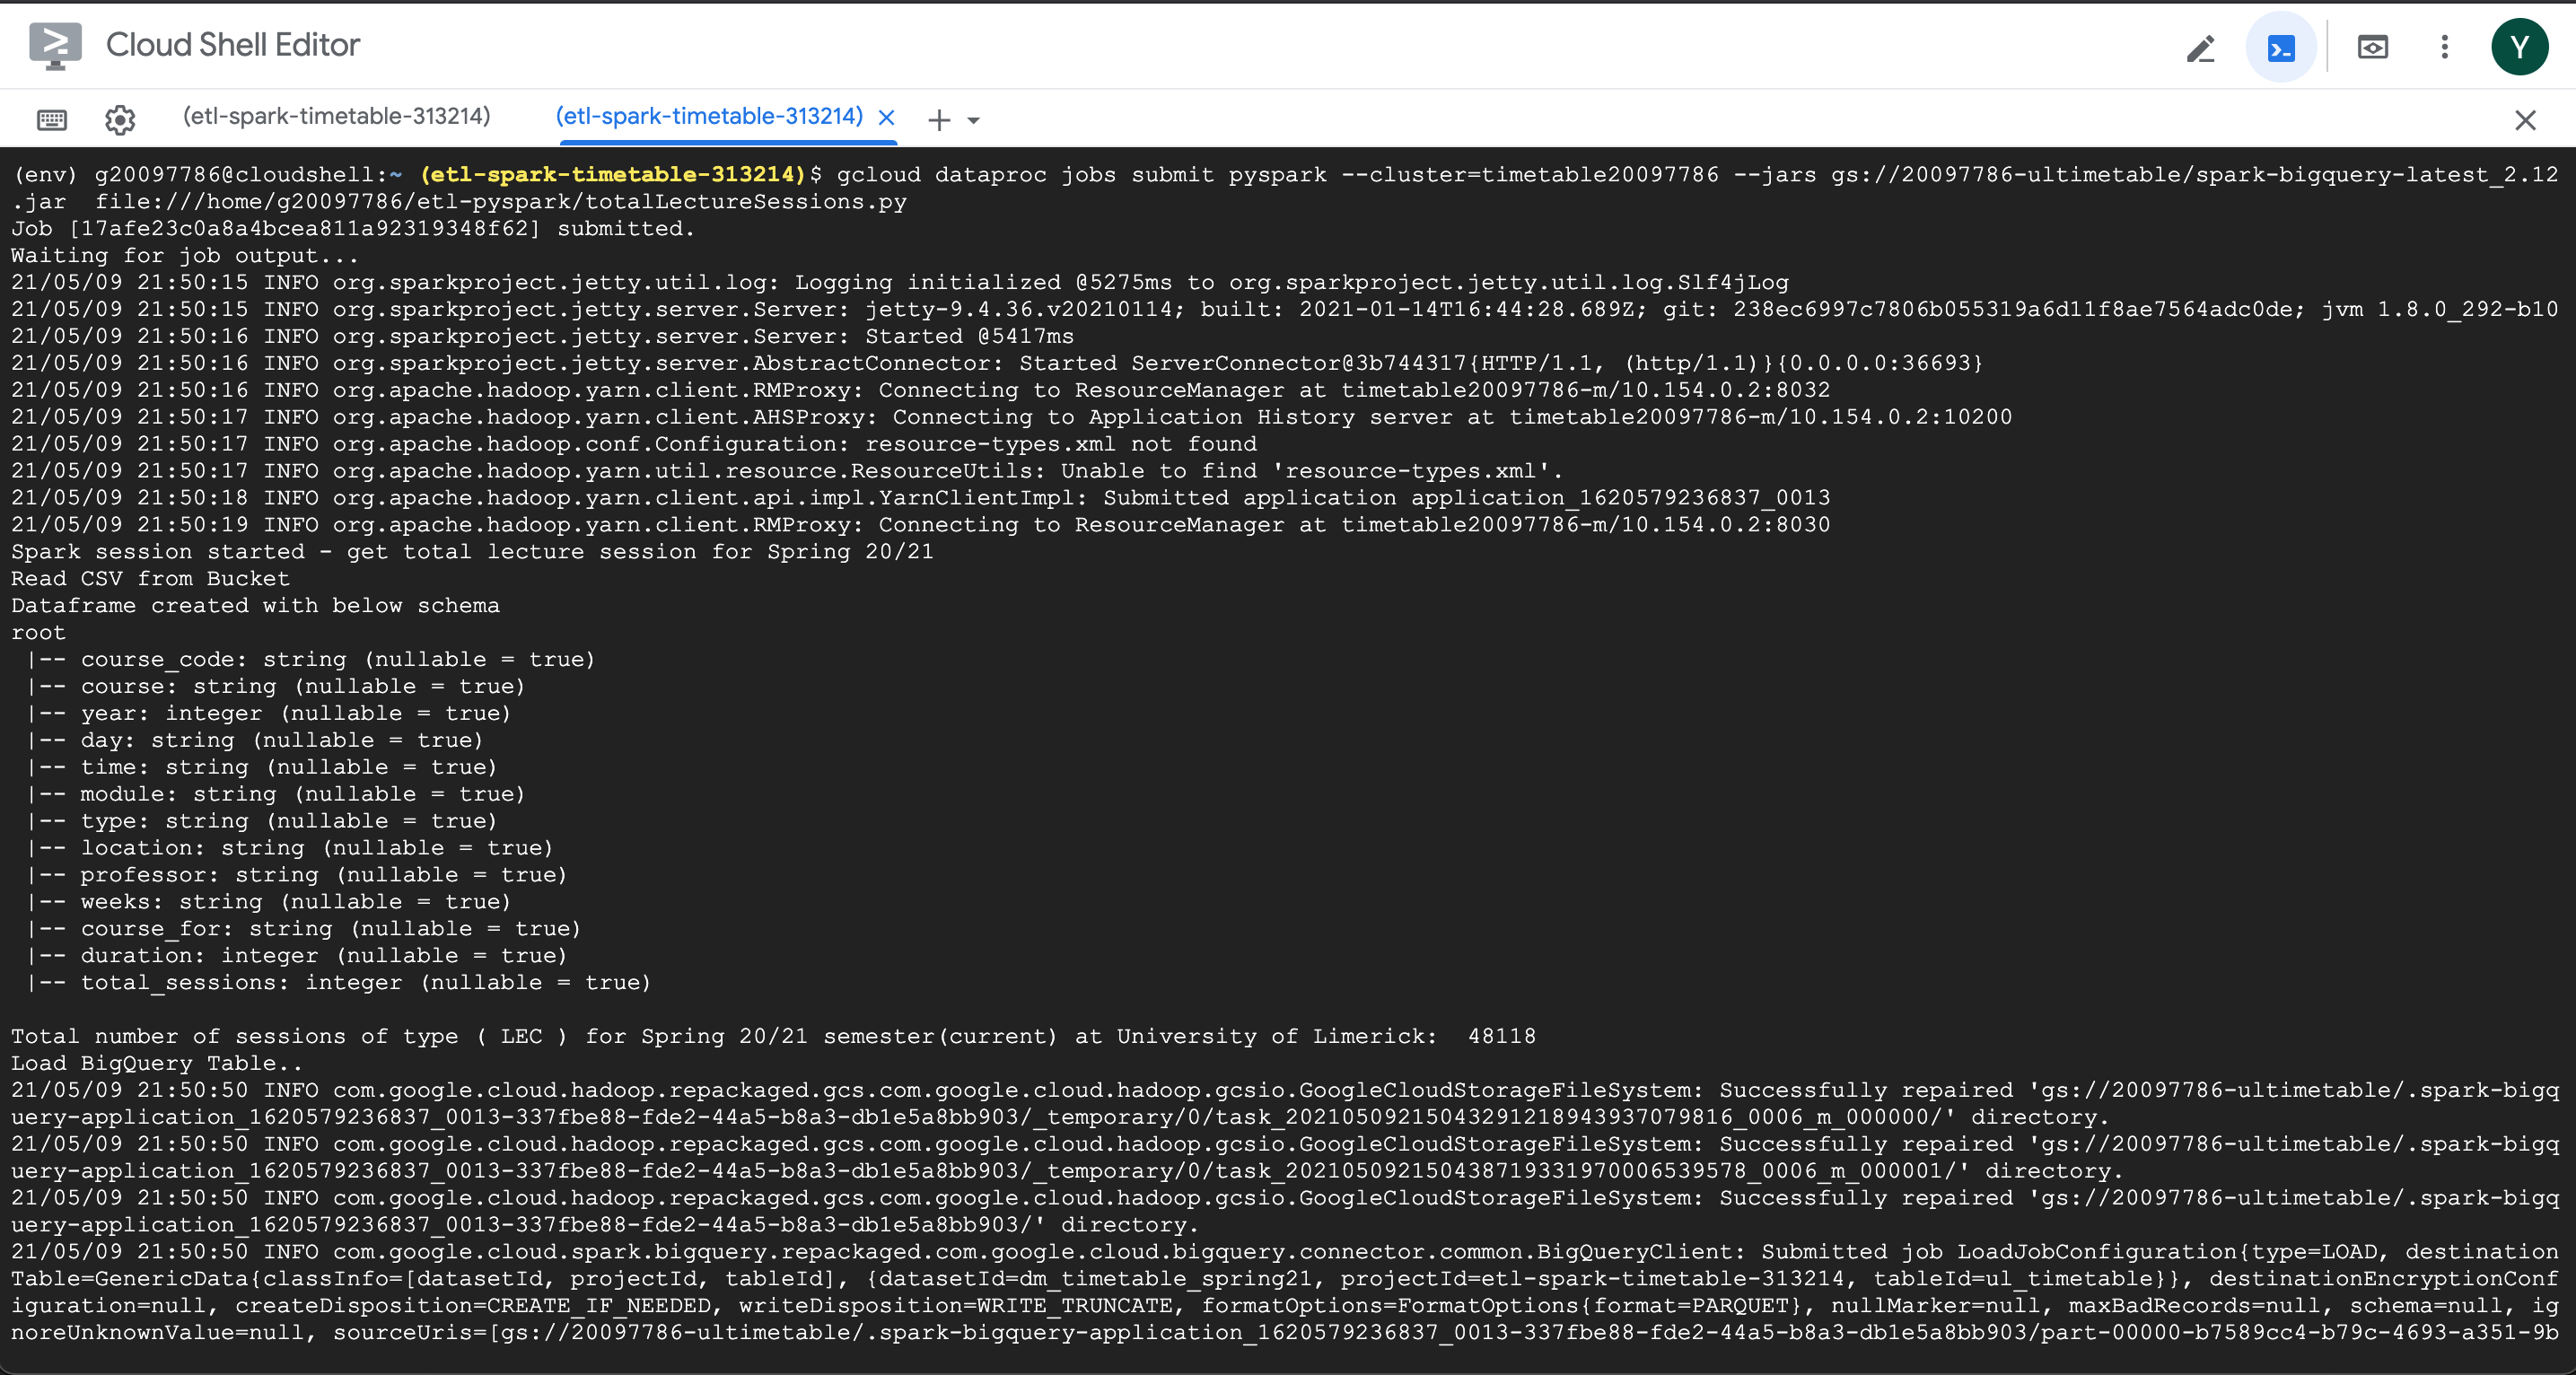 Cloud Shell Editor
Y
(etl-spark-timetable-313214)
(etl-spark-timetable-313214)
(env) g20097786@cloudshell:~ (etl-spark-timetable-313214)$ gcloud dataproc jobs submit pyspark --cluster=timetable20097786 --jars gs://20097786-ultimetable/spark-bigquery-latest_2.12
.jar  file:///home/g20097786/etl-pyspark/totalLectureSessions.py
Job [17afe23c0a8a4bcea811a92319348f62] submitted.
Waiting for job output...
21/05/09 21:50:15 INFO org.sparkproject.jetty.util.log: Logging initialized @5275ms to org.sparkproject.jetty.util.log.Slf4jLog
21/05/09 21:50:15 INFO org.sparkproject.jetty.server.Server: jetty-9.4.36.v20210114; built: 2021-01-14T16:44:28.689Z; git: 238ec6997c7806b055319a6d11f8ae7564adc0de; jvm 1.8.0_292-b10
21/05/09 21:50:16 INFO org.sparkproject.jetty.server.Server: Started @5417ms
21/05/09 21:50:16 INFO org.sparkproject.jetty.server.AbstractConnector: Started ServerConnector@3b744317{HTTP/1.1, (http/1.1)}{0.0.0.0:36693}
21/05/09 21:50:16 INFO org.apache.hadoop.yarn.client.RMProxy: Connecting to ResourceManager at timetable20097786-m/10.154.0.2:8032
21/05/09 21:50:17 INFO org.apache.hadoop.yarn.client.AHSProxy: Connecting to Application History server at timetable20097786-m/10.154.0.2:10200
21/05/09 21:50:17 INFO org.apache.hadoop.conf.Configuration: resource-types.xml not found
21/05/09 21:50:17 INFO org.apache.hadoop.yarn.util.resource.ResourceUtils: Unable to find 'resource-types.xml'.
21/05/09 21:50:18 INFO org.apache.hadoop.yarn.client.api.impl.YarnClientImpl: Submitted application application_1620579236837_0013
21/05/09 21:50:19 INFO org.apache.hadoop.yarn.client.RMProxy: Connecting to ResourceManager at timetable20097786-m/10.154.0.2:8030
Spark session started - get total lecture session for Spring 20/21
Read CSV from Bucket
Dataframe created with below schema
root
 |-- course_code: string (nullable = true)
 |-- course: string (nullable = true)
 |-- year: integer (nullable = true)
 |-- day: string (nullable = true)
 |-- time: string (nullable = true)
 |-- module: string (nullable = true)
 |-- type: string (nullable = true)
 |-- location: string (nullable = true)
 |-- professor: string (nullable = true)
 |-- weeks: string (nullable = true)
 |-- course_for: string (nullable = true)
 |-- duration: integer (nullable = true)
 |-- total_sessions: integer (nullable = true)
Total number of sessions of type ( LEC ) for Spring 20/21 semester(current) at University of Limerick:  48118
Load BigQuery Table..
21/05/09 21:50:50 INFO com.google.cloud.hadoop.repackaged.gcs.com.google.cloud.hadoop.gcsio.GoogleCloudStorageFileSystem: Successfully repaired 'gs://20097786-ultimetable/.spark-bigq
uery-application_1620579236837_0013-337fbe88-fde2-44a5-b8a3-db1e5a8bb903/_temporary/0/task_202105092150432912189439370798​16_0006_m_000000/' directory.
21/05/09 21:50:50 INFO com.google.cloud.hadoop.repackaged.gcs.com.google.cloud.hadoop.gcsio.GoogleCloudStorageFileSystem: Successfully repaired 'gs://20097786-ultimetable/.spark-bigq
uery-application_1620579236837_0013-337fbe88-fde2-44a5-b8a3-db1e5a8bb903/_temporary/0/task_202105092150438719331970006539578_0006_m_000001/' directory.
21/05/09 21:50:50 INFO com.google.cloud.hadoop.repackaged.gcs.com.google.cloud.hadoop.gcsio.GoogleCloudStorageFileSystem: Successfully repaired 'gs://20097786-ultimetable/.spark-bigq
uery-application_1620579236837_0013-337fbe88-fde2-44a5-b8a3-db1e5a8bb903/' directory.
21/05/09 21:50:50 INFO com.google.cloud.spark.bigquery.repackaged.com.google.cloud.bigquery.connector.common.BigQueryClient: Submitted job LoadJobConfiguration{type=LOAD, destination
Table=GenericData{classInfo=[datasetId, projectId, tableId], {datasetId=dm_timetable_spring21, projectId=etl-spark-timetable-313214, tableId=ul_timetable}}, destinationEncryptionConf
iguration=null, createDisposition=CREATE_IF_NEEDED, writeDisposition=WRITE_TRUNCATE, formatOptions=FormatOptions{format=PARQUET}, nullMarker=null, maxBadRecords=null, schema=null, ig
noreUnknownValue=null, sourceUris=[gs://20097786-ultimetable/.spark-bigquery-application_1620579236837_0013-337fbe88-fde2-44a5-b8a3-db1e5a8bb903/part-00000-b7589cc4-b79c-4693-a351-9b